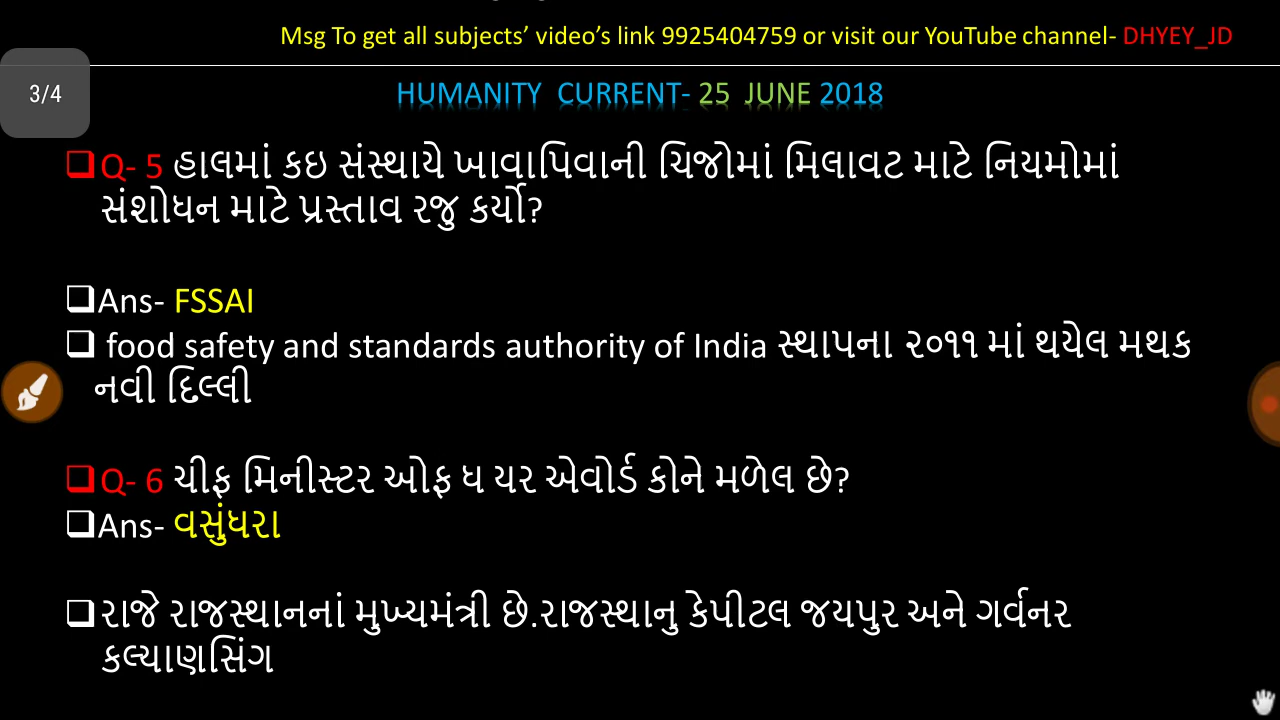 Msg To get all subjects’ video’s link 9925404759 or visit our YouTube channel- DHYEY_JD
3/4
HUMANITY CURRENT- 25 JUNE 2018
Q- 5 હાલમાં કઇ સંસ્થાયે ખાવાપિવાની ચિજોમાં મિલાવટ માટે નિયમોમાં
સંશોધન માટે પ્રસ્તાવ રજુ કર્યો?
Ans- FSSAI
food safety and standards authority of India સ્થાપના ૨૦૧૧ માં થયેલ મથક
નવી દિલ્લી
Q- 6 ચીફ મિનીસ્ટર ઓફ ધ યર એવોર્ડ કોને મળેલ છે?
Ans- વસુંધરા
રાજે રાજસ્થાનનાં મુખ્યમંત્રી છે.રાજસ્થાનુ કેપીટલ જયપુર અને ગર્વનર
કલ્યાણસિંગ